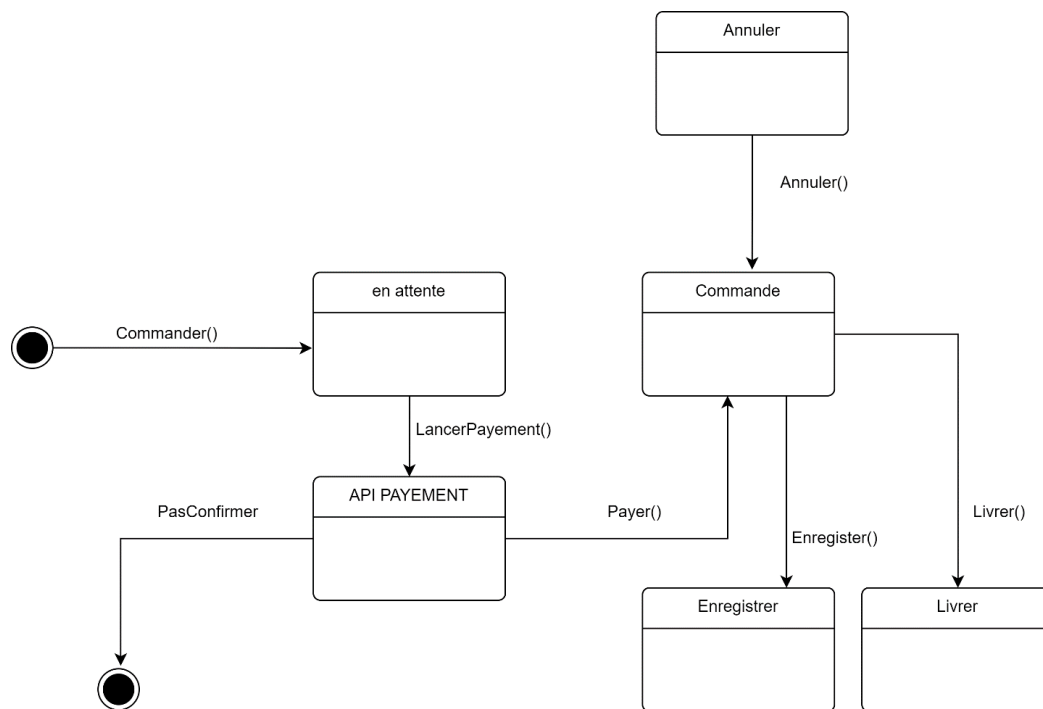 Annuler
Annuler()
en attente
Commande
Commander()
LancerPayement()
API PAYEMENT
PasConfirmer
Payer()
Livrer()
Enregister()
Enregistrer
Livrer